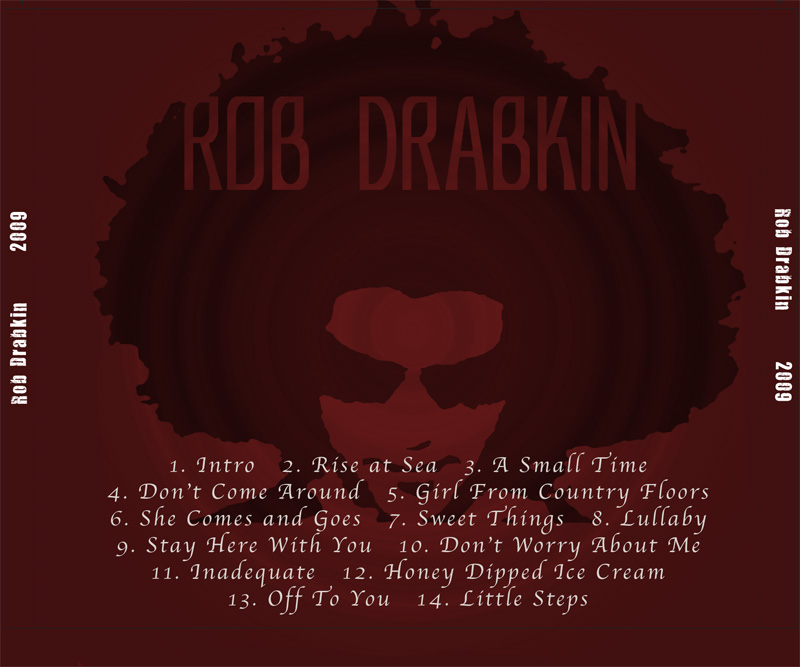 ROB DRABKIN
1. Intro 2. Rise at Sea 3. A Small Time
4. Don't Come Around 5. Girl From Country Floors
6. She Comes and Goes 7. Sweet Things 8. Lullaby
9. Stay Here With You 10. Don't Worry About Me
11. Inadequate 12. Honey Dipped Ice Cream
13. Off To You 14. Little Steps
Rob Drabkin 2009
Rob Drabkin 2009